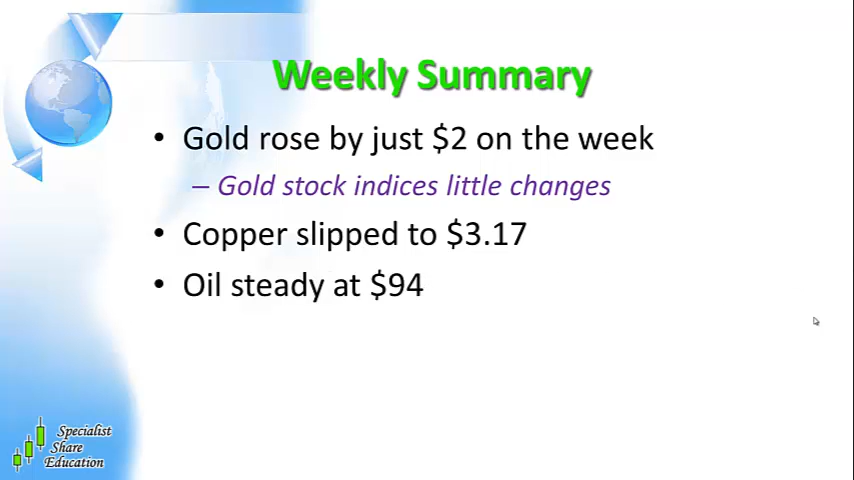 Weekly Summary
• Gold rose by just $2 on the week
– Gold stock indices little changes
• Copper slipped to $3.17
• Oil steady at $94
Specialist
Share
Education